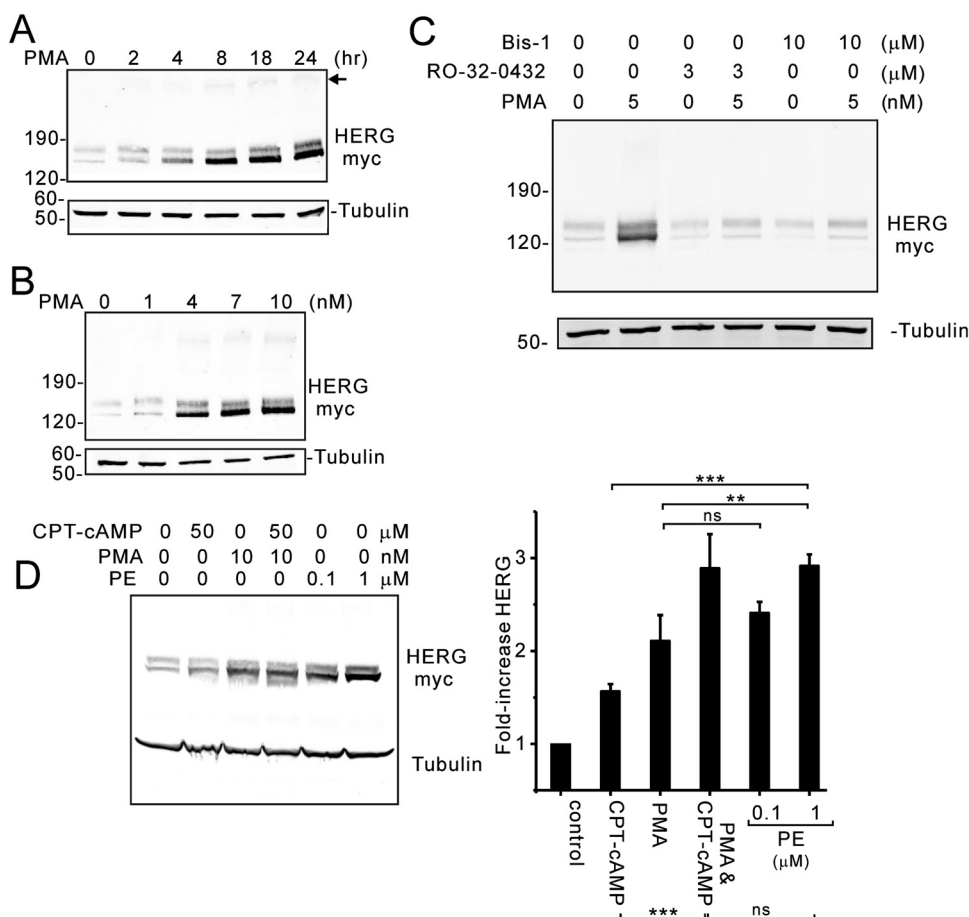 A
PMA 0 2 4 8 18 24 (hr)
190-
HERG
myc
120-
60-
50-
-Tubulin
B
PMA 0 1 4 7 10 (nM)
190-
HERG
myc
120-
60-
50-
-Tubulin
C
Bis-1 0 0 0 0 10 10 (μM)
RO-32-0432 0 0 3 3 0 0 (μM)
PMA 0 5 0 5 0 5 (nM)
190-
120-
HERG
myc
50-
-Tubulin
D
CPT-cAMP 0 50 0 50 0 0 μM
PMA 0 0 10 10 0 0 nM
PE 0 0 0 0 0.1 1 μM
HERG
myc
Tubulin
***
**
ns
Fold-increase HERG
3
2
1
control
CPT-cAMP
PMA
PMA &
CPT-cAMP
0.1 1
PE
(μM)
***
ns